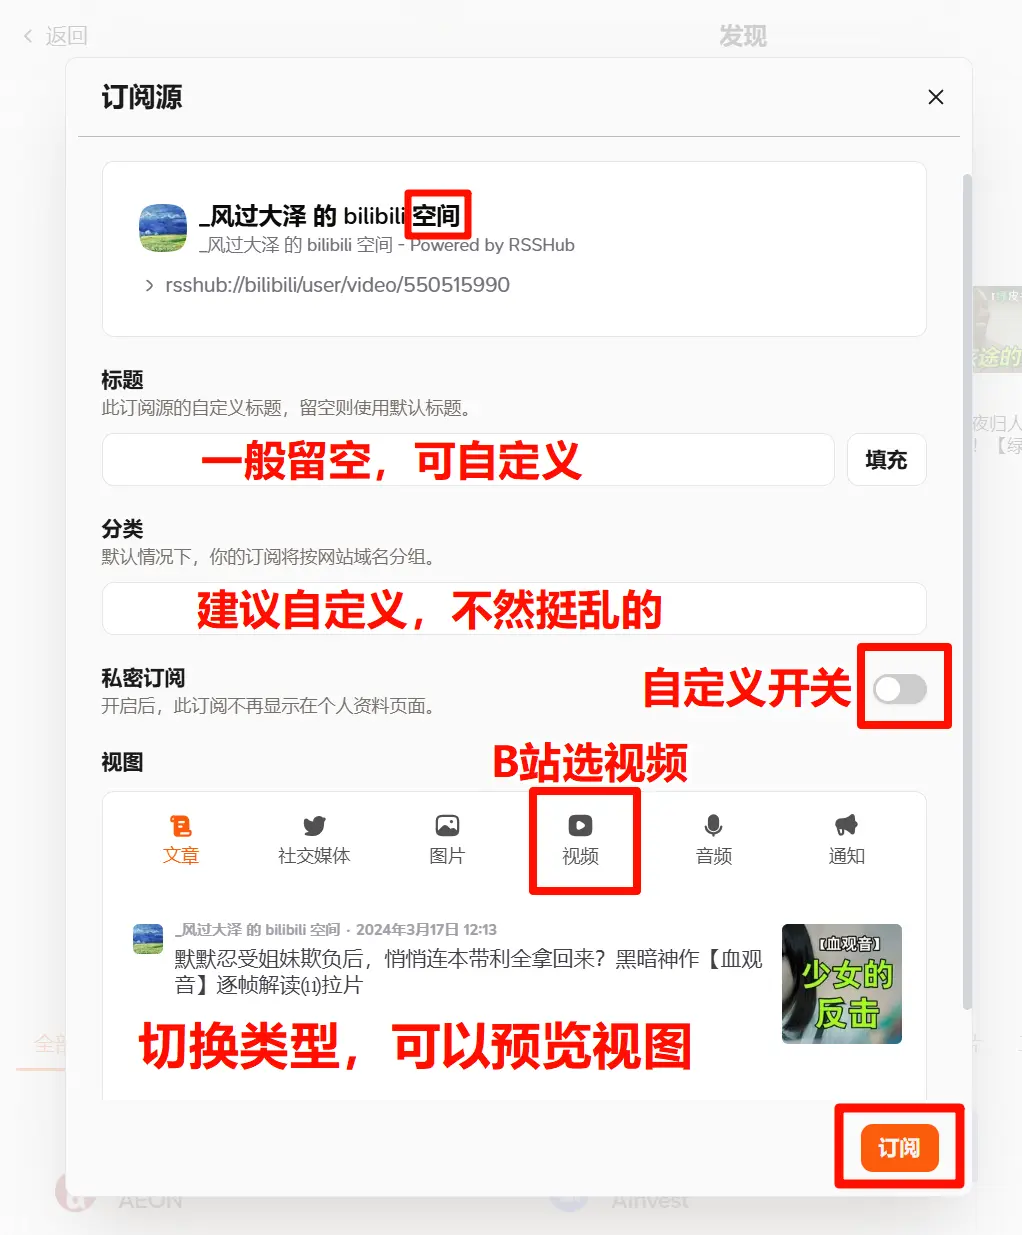 返回
发现
订阅源
_风过大泽 的 bilibili 空间
_风过大泽 的 bilibili 空间 - Powered by RSSHub
rsshub://bilibili/user/video/550515990
标题
此订阅源的自定义标题，留空则使用默认标题。
一般留空，可自定义
填充
分类
默认情况下，你的订阅将按网站域名分组。
建议自定义，不然挺乱的
私密订阅
开启后，此订阅不再显示在个人资料页面。
自定义开关
视图
B站选视频
文章
社交媒体
图片
视频
音频
通知
_风过大泽 的 bilibili 空间 · 2024年3月17日 12:13
默默忍受姐妹欺负后，悄悄连本带利全拿回来？黑暗神作【血观
音】逐帧解读⑾拉片
【血观音】
少女的
反击
切换类型，可以预览视图
订阅
途的
夜归人
！【绿
全部
AEON
Ainvest